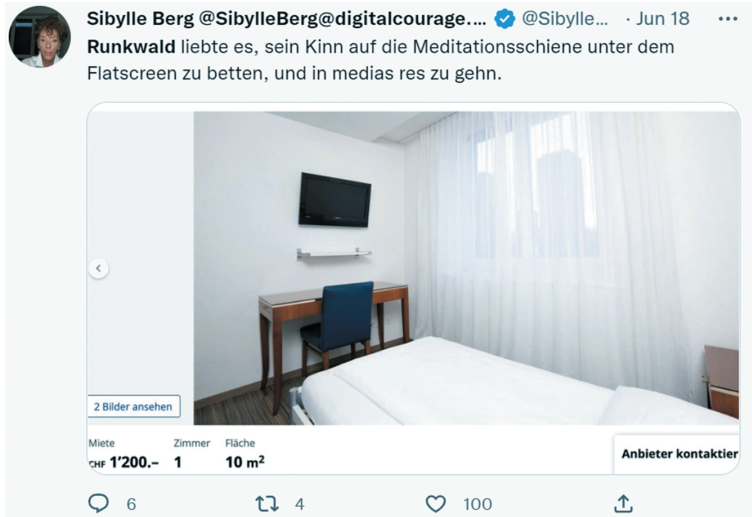 Sibylle Berg @SibylleBerg@digitalcourage.... @Sibylle... · Jun 18
Runkwald liebte es, sein Kinn auf die Meditationsschiene unter dem
Flatscreen zu betten, und in medias res zu gehn.
2 Bilder ansehen
Miete Zimmer Fläche
CHF 1'200.– 1 10 m²
Anbieter kontaktier
6 4 100